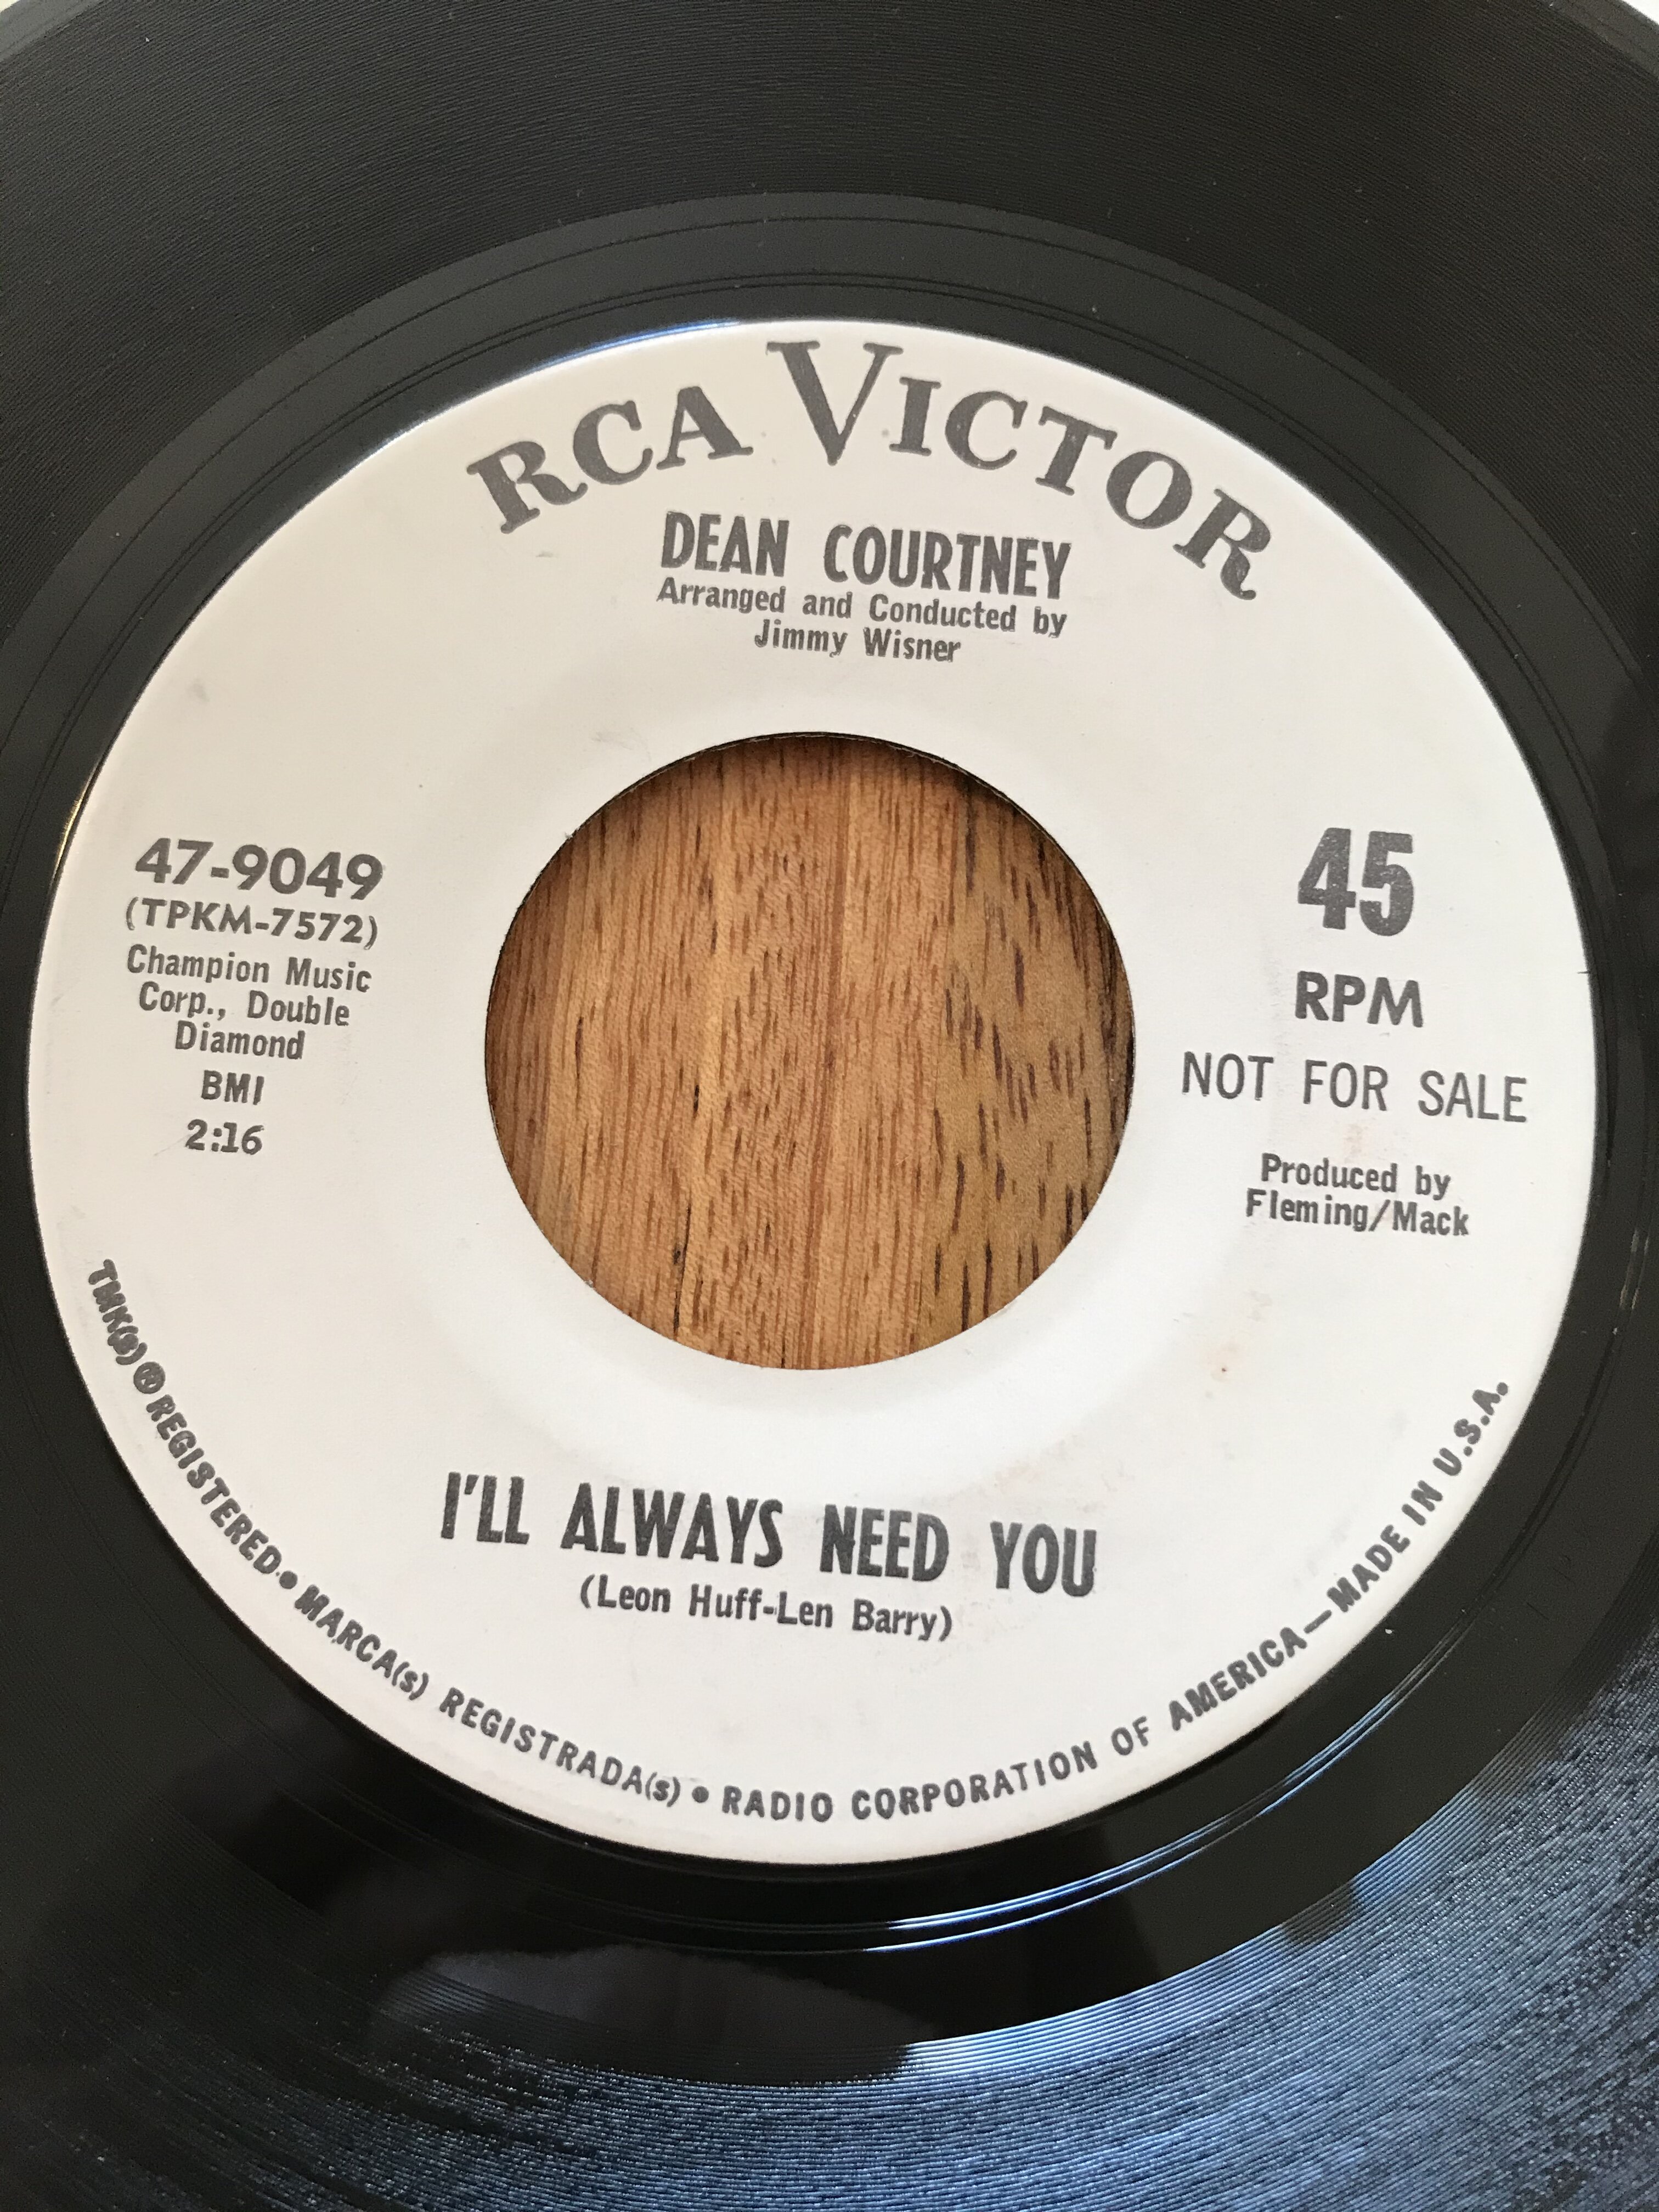 RCA VICTOR
DEAN COURTNEY
Arranged and Conducted by
Jimmy Wisner
47-9049
(TPKM-7572)
Champion Music
Corp., Double
Diamond
BMI
2:16
45
RPM
NOT FOR SALE
Produced by
Fleming/Mack
I'LL ALWAYS NEED YOU
(Leon Huff-Len Barry)
TMK(s) ® REGISTERED • MARCA(s) REGISTRADA(s) • RADIO CORPORATION OF AMERICA—MADE IN U.S.A.